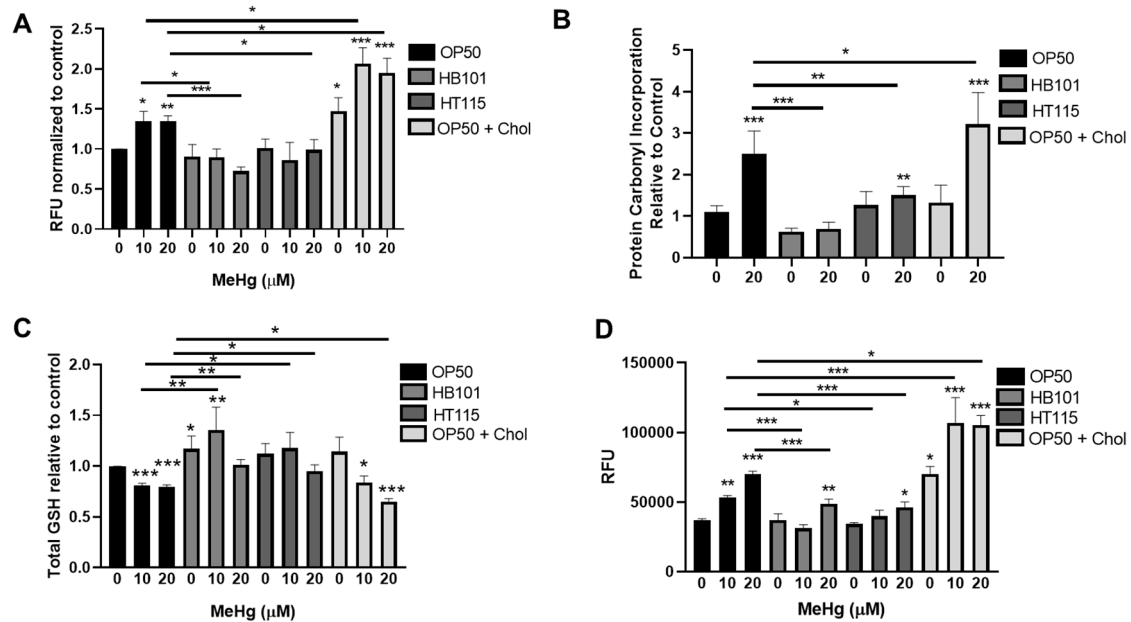 A
RFU normalized to control
2.5
2.0
1.5
1.0
0.5
0.0
*
*
*
*
***
*
**
*
***
***
0 10 20 0 10 20 0 10 20 0 10 20
MeHg (μM)
OP50
HB101
HT115
OP50 + Chol
B
Protein Carbonyl Incorporation
Relative to Control
5
4
3
2
1
0
*
**
***
***
**
***
0 20 0 20 0 20 0 20
OP50
HB101
HT115
OP50 + Chol
C
Total GSH relative to control
2.0
1.5
1.0
0.5
0.0
*
*
*
**
**
***
***
*
**
*
***
0 10 20 0 10 20 0 10 20 0 10 20
MeHg (μM)
OP50
HB101
HT115
OP50 + Chol
D
RFU
150000
100000
50000
0
*
***
***
*
***
***
**
***
**
*
*
***
***
0 10 20 0 10 20 0 10 20 0 10 20
MeHg (μM)
OP50
HB101
HT115
OP50 + Chol